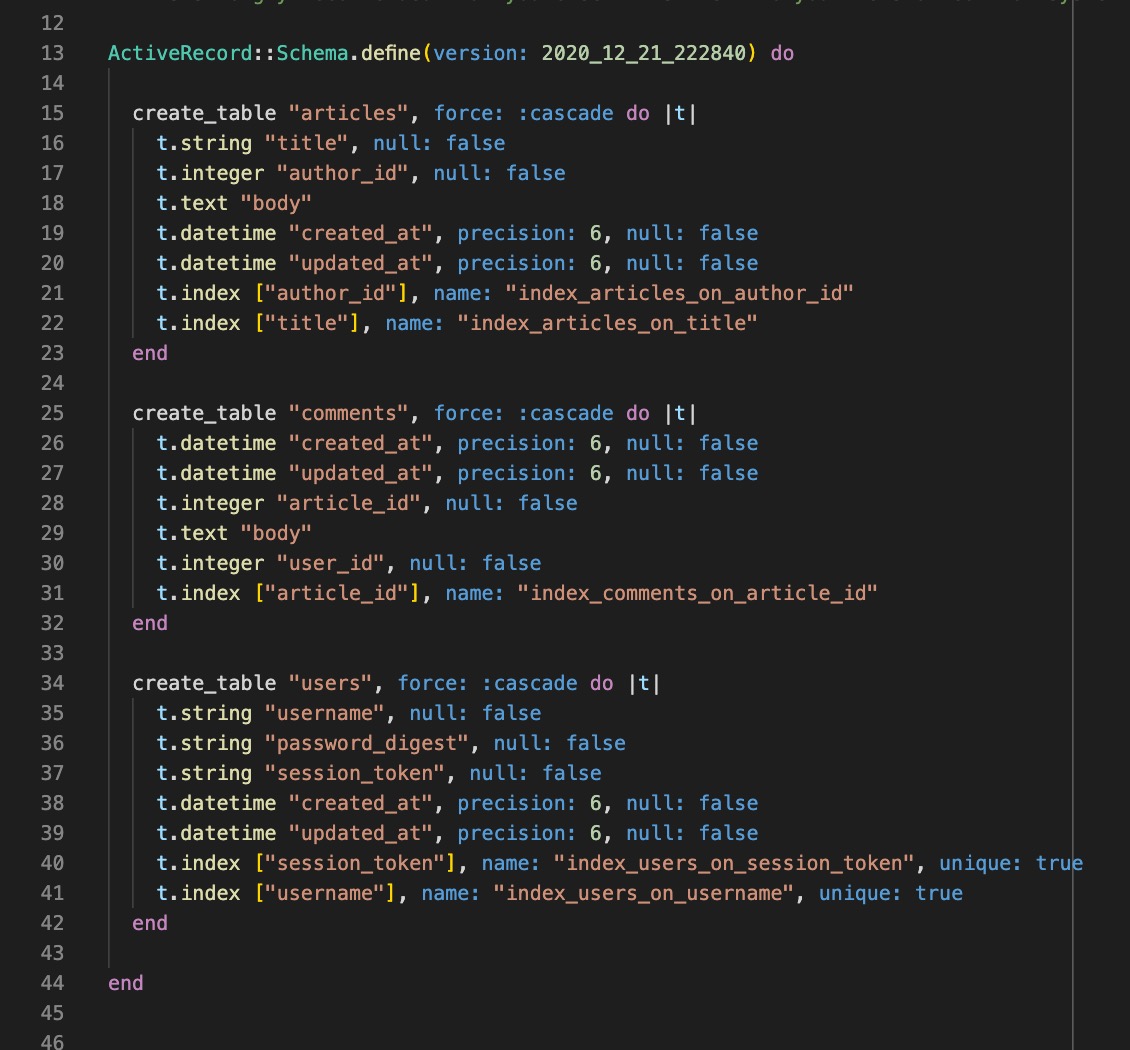 12
13 ActiveRecord::Schema.define(version: 2020_12_21_222840) do
14
15 create_table "articles", force: :cascade do |t|
16 t.string "title", null: false
17 t.integer "author_id", null: false
18 t.text "body"
19 t.datetime "created_at", precision: 6, null: false
20 t.datetime "updated_at", precision: 6, null: false
21 t.index ["author_id"], name: "index_articles_on_author_id"
22 t.index ["title"], name: "index_articles_on_title"
23 end
24
25 create_table "comments", force: :cascade do |t|
26 t.datetime "created_at", precision: 6, null: false
27 t.datetime "updated_at", precision: 6, null: false
28 t.integer "article_id", null: false
29 t.text "body"
30 t.integer "user_id", null: false
31 t.index ["article_id"], name: "index_comments_on_article_id"
32 end
33
34 create_table "users", force: :cascade do |t|
35 t.string "username", null: false
36 t.string "password_digest", null: false
37 t.string "session_token", null: false
38 t.datetime "created_at", precision: 6, null: false
39 t.datetime "updated_at", precision: 6, null: false
40 t.index ["session_token"], name: "index_users_on_session_token", unique: true
41 t.index ["username"], name: "index_users_on_username", unique: true
42 end
43
44 end
45
46